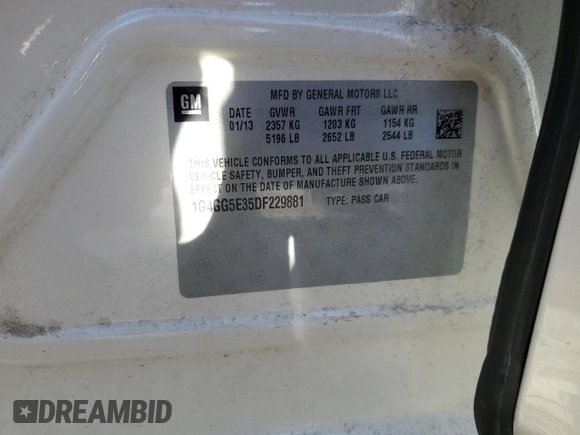 GM
MFD BY GENERAL MOTORS LLC
DATE GVWR GAWR FRT GAWR RR
01/13 2357 KG 1203 KG 1154 KG
5196 LB 2652 LB 2544 LB
THIS VEHICLE CONFORMS TO ALL APPLICABLE U.S. FEDERAL MOTOR
VEHICLE SAFETY, BUMPER, AND THEFT PREVENTION STANDARDS IN
EFFECT ON THE DATE OF MANUFACTURE SHOWN ABOVE.
1G4GG5E35DF229881 TYPE: PASS CAR
DREAMBID